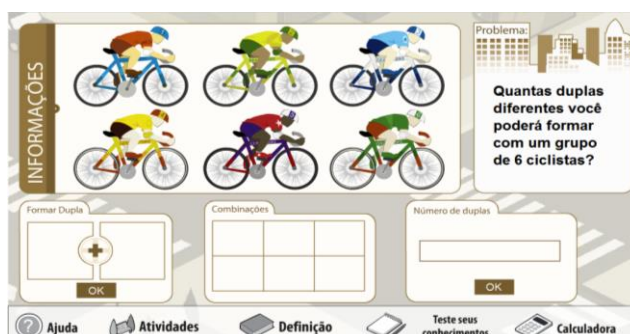 INFORMAÇÕES
Problema:
Quantas duplas
diferentes você
poderá formar
com um grupo
de 6 ciclistas?
Formar Dupla
OK
Combinações
Número de duplas
OK
Ajuda
Atividades
Definição
Teste seus
conhecimentos
Calculadora